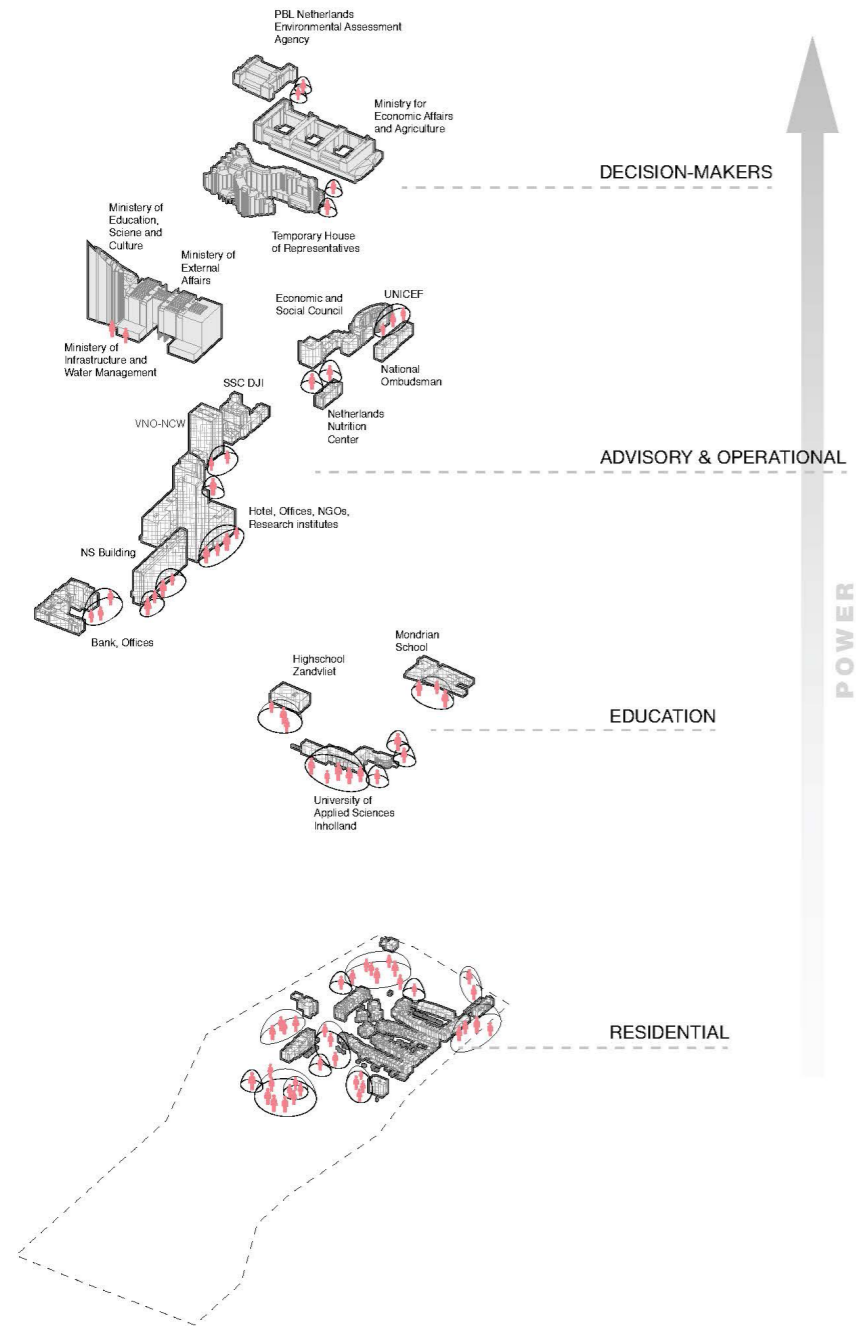 PBL Netherlands
Environmental Assessment
Agency
Ministry for
Economic Affairs
and Agriculture
DECISION-MAKERS
Temporary House
of Representatives
Ministry of
Education,
Sciene and
Culture
Ministry of
External
Affairs
Ministry of
Infrastructure and
Water Management
Economic and
Social Council
UNICEF
National
Ombudsman
Netherlands
Nutrition
Center
SSC DJI
VNO-NCW
ADVISORY & OPERATIONAL
Hotel, Offices, NGOs,
Research institutes
NS Building
Bank, Offices
POWER
Mondrian
School
Highschool
Zandvliet
EDUCATION
University of
Applied Sciences
Inholland
RESIDENTIAL